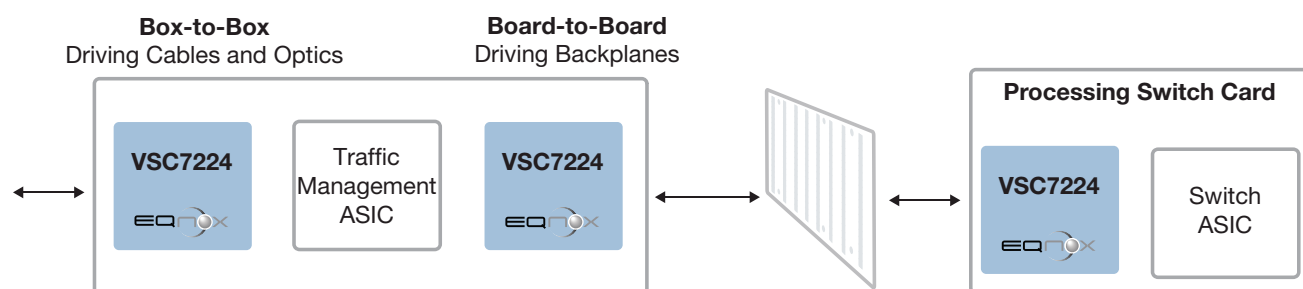 Box-to-Box
Driving Cables and Optics
Board-to-Board
Driving Backplanes
Processing Switch Card
VSC7224
EQNOX
Traffic
Management
ASIC
VSC7224
EQNOX
VSC7224
EQNOX
Switch
ASIC